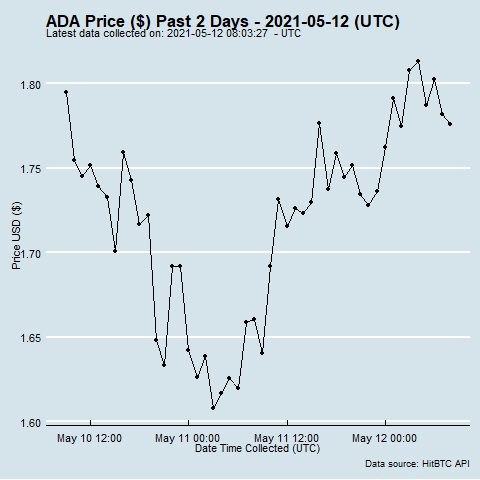 ADA Price ($) Past 2 Days - 2021-05-12 (UTC)
Latest data collected on: 2021-05-12 08:03:27 - UTC
1.80
1.75
1.70
1.65
1.60
Price USD ($)
May 10 12:00 May 11 00:00 May 11 12:00 May 12 00:00
Date Time Collected (UTC)
Data source: HitBTC API